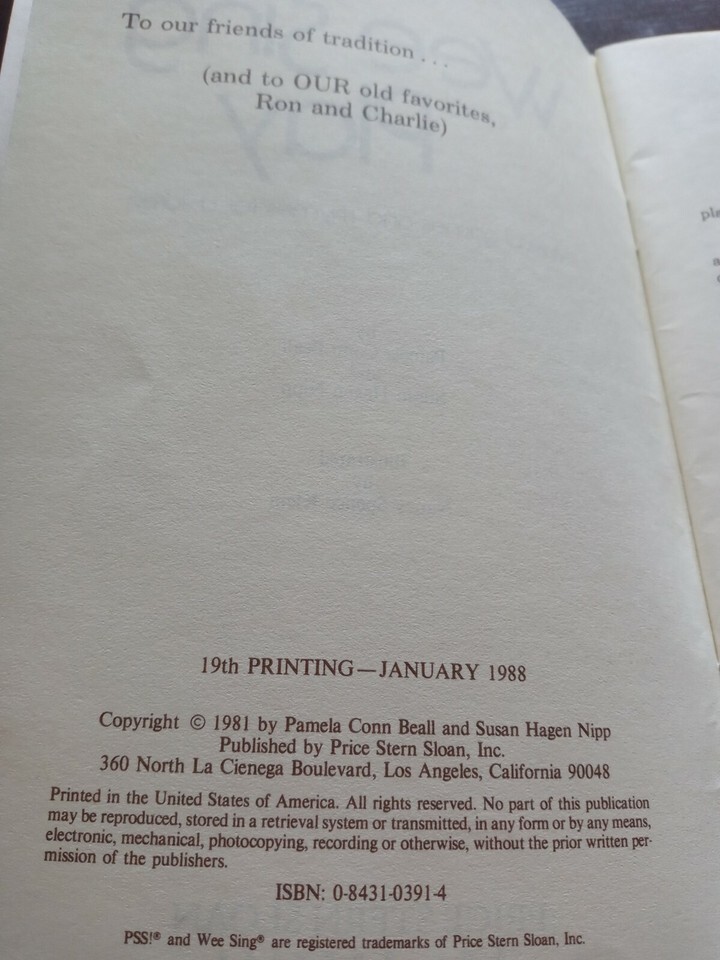 To our friends of tradition . . .
(and to OUR old favorites,
Ron and Charlie)
19th PRINTING—JANUARY 1988
Copyright © 1981 by Pamela Conn Beall and Susan Hagen Nipp
Published by Price Stern Sloan, Inc.
360 North La Cienega Boulevard, Los Angeles, California 90048
Printed in the United States of America. All rights reserved. No part of this publication
may be reproduced, stored in a retrieval system or transmitted, in any form or by any means,
electronic, mechanical, photocopying, recording or otherwise, without the prior written per-
mission of the publishers.
ISBN: 0-8431-0391-4
PSS!® and Wee Sing® are registered trademarks of Price Stern Sloan, Inc.